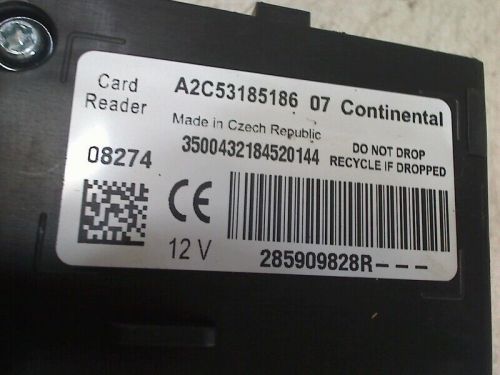 Card Reader
A2C53185186 07 Continental
Made in Czech Republic
08274
3500432184520144
DO NOT DROP
RECYCLE IF DROPPED
CE
12 V
285909828R---